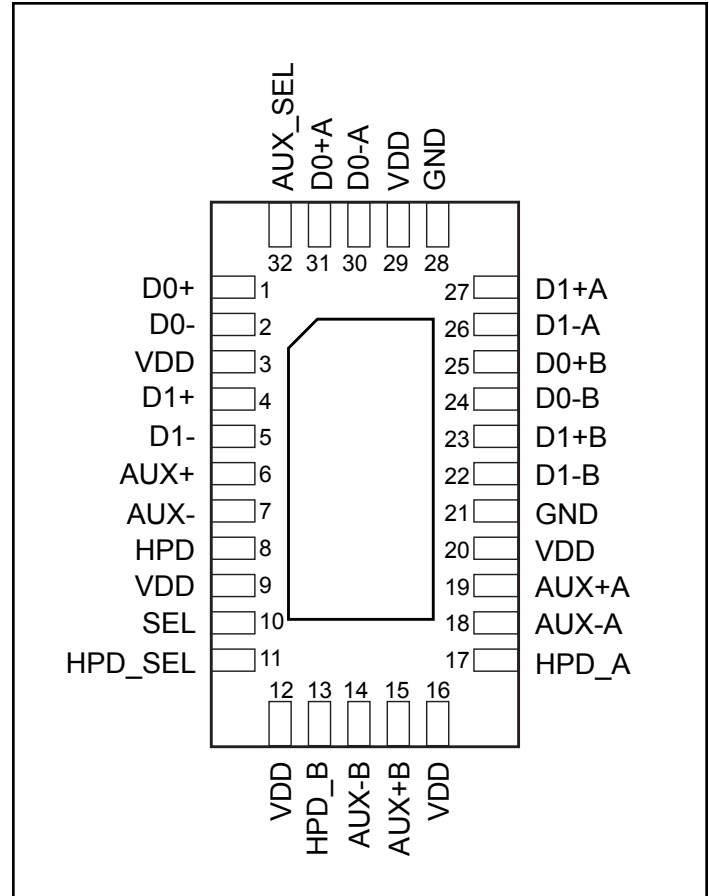 AUX_SEL
D0+A
D0-A
VDD
GND
32 31 30 29 28
D0+ 1
D0- 2
VDD 3
D1+ 4
D1- 5
AUX+ 6
AUX- 7
HPD 8
VDD 9
SEL 10
HPD_SEL 11
27 D1+A
26 D1-A
25 D0+B
24 D0-B
23 D1+B
22 D1-B
21 GND
20 VDD
19 AUX+A
18 AUX-A
17 HPD_A
12 13 14 15 16
VDD
HPD_B
AUX-B
AUX+B
VDD